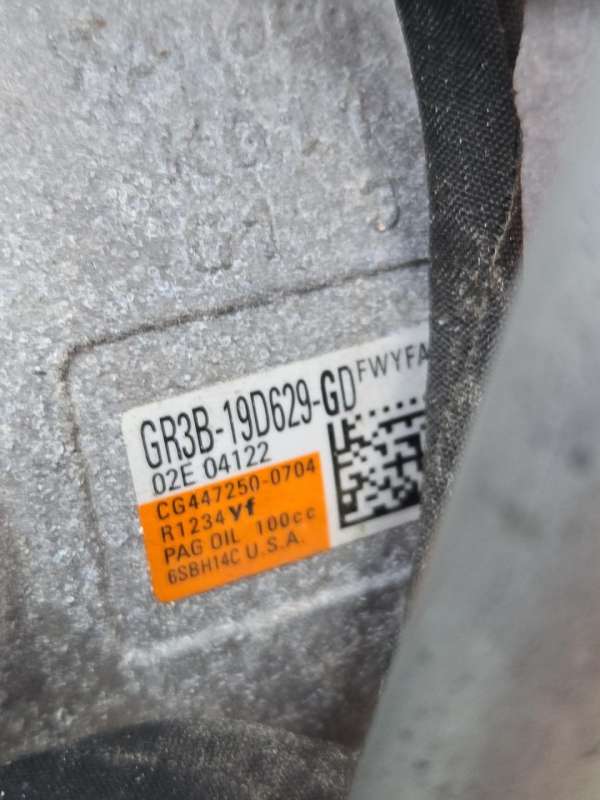 GR3B-19D629-GD
FWYFA
02E 04122
CG447250-0704
R1234yf
PAG OIL 100cc
6SBH14C U.S.A.